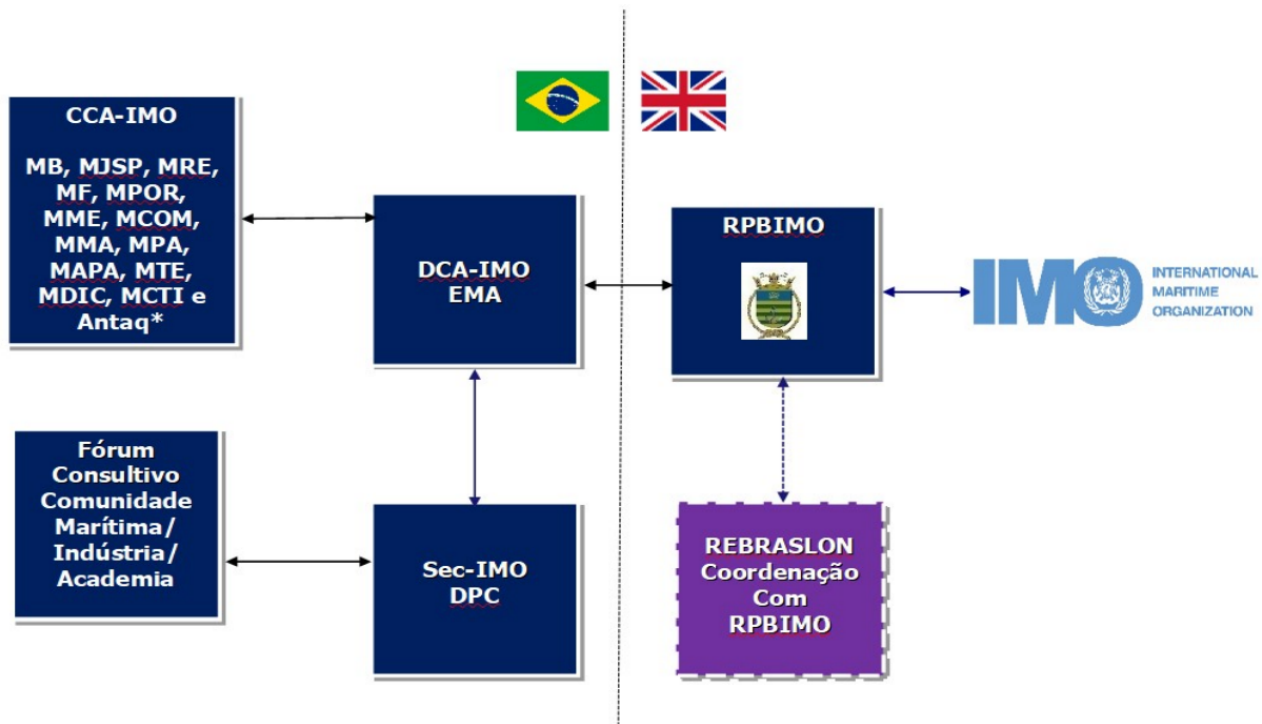 CCA-IMO
MB, MJSP, MRE,
MF, MPOR,
MME, MCOM,
MMA, MPA,
MAPA, MTE,
MDIC, MCTI e
Antaq*
DCA-IMO
EMA
RPBIMO
IMO
INTERNATIONAL
MARITIME
ORGANIZATION
Fórum
Consultivo
Comunidade
Marítima/
Indústria/
Academia
Sec-IMO
DPC
REBRASLON
Coordenação
Com
RPBIMO